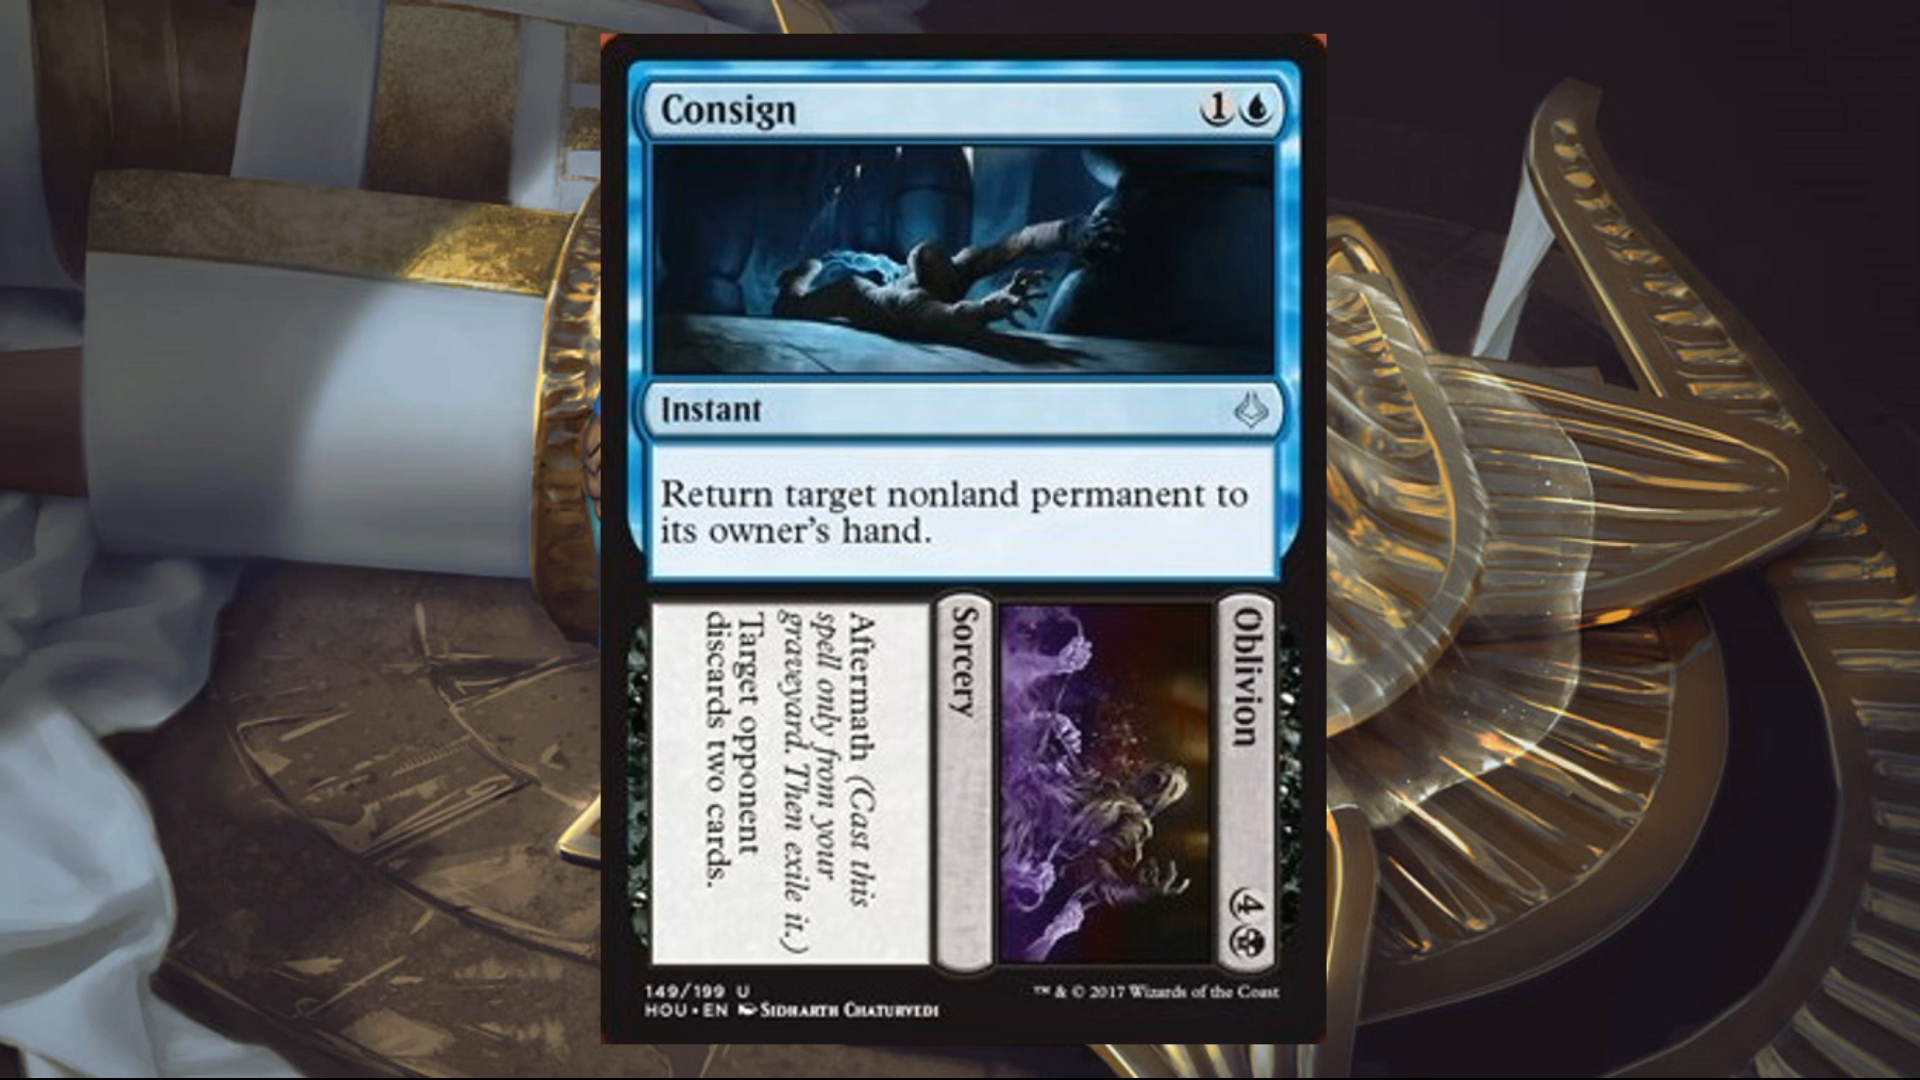 Consign
1
Instant
Return target nonland permanent to
its owner's hand.
Oblivion
4
Sorcery
Aftermath (Cast this
spell only from your
graveyard. Then exile it.)
Target opponent
discards two cards.
149/199 U
HOU • EN SIDHARTH CHATURVEDI
™ & © 2017 Wizards of the Coast